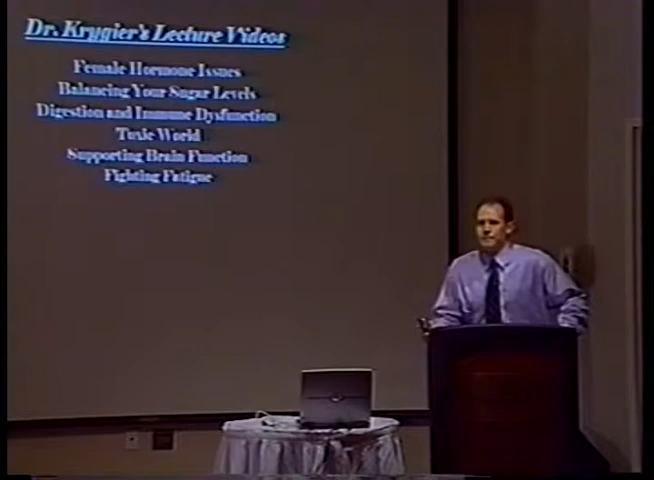 Dr. Krygier's Lecture Videos
Female Hormone Issues
Balancing Your Sugar Levels
Digestion and Immune Dysfunction
Toxic World
Supporting Brain Function
Fighting Fatigue